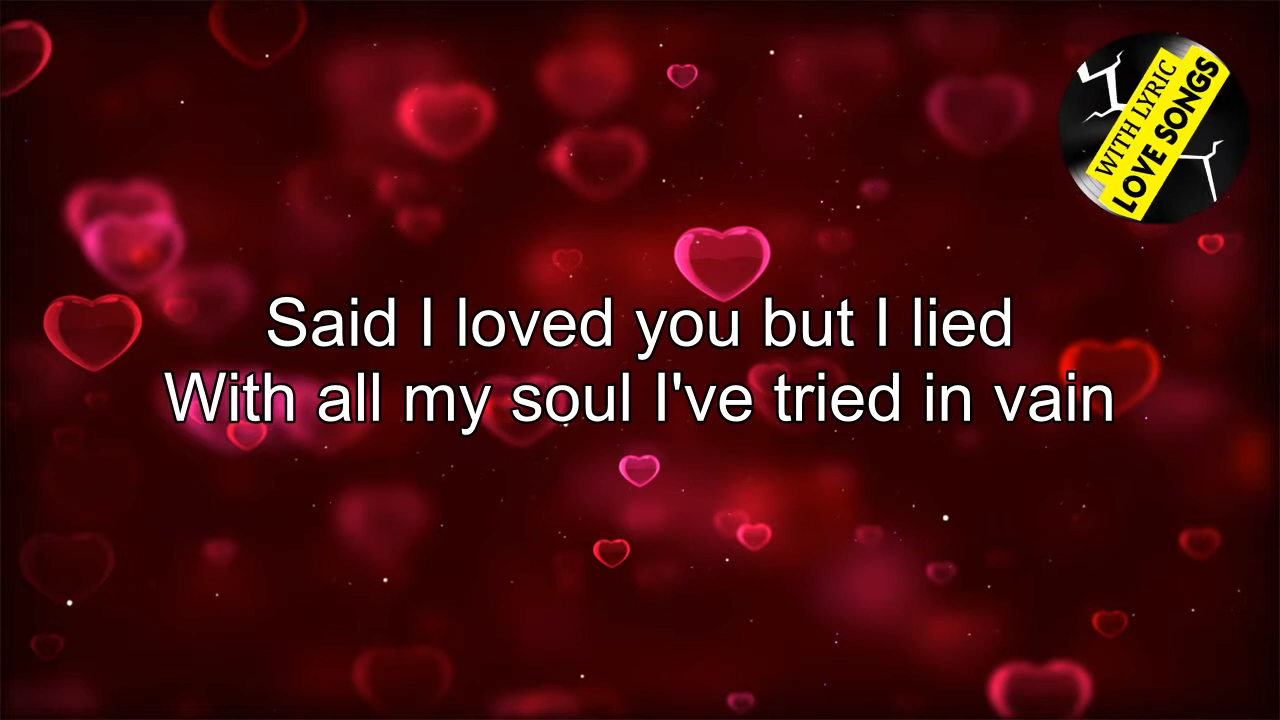 WITH LYRIC
LOVE SONGS
Said I loved you but I lied
With all my soul I've tried in vain